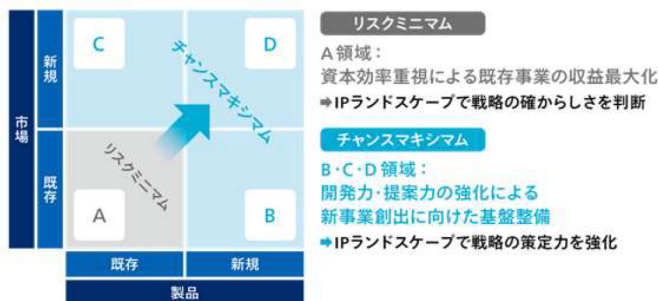 市場
新規
既存
C
D
A
B
チャンスマキシマム
リスクミニマム
既存
新規
製品
リスクミニマム
A領域：
資本効率重視による既存事業の収益最大化
➡IPランドスケープで戦略の確からしさを判断
チャンスマキシマム
B・C・D領域：
開発力・提案力の強化による
新事業創出に向けた基盤整備
➡IPランドスケープで戦略の策定力を強化